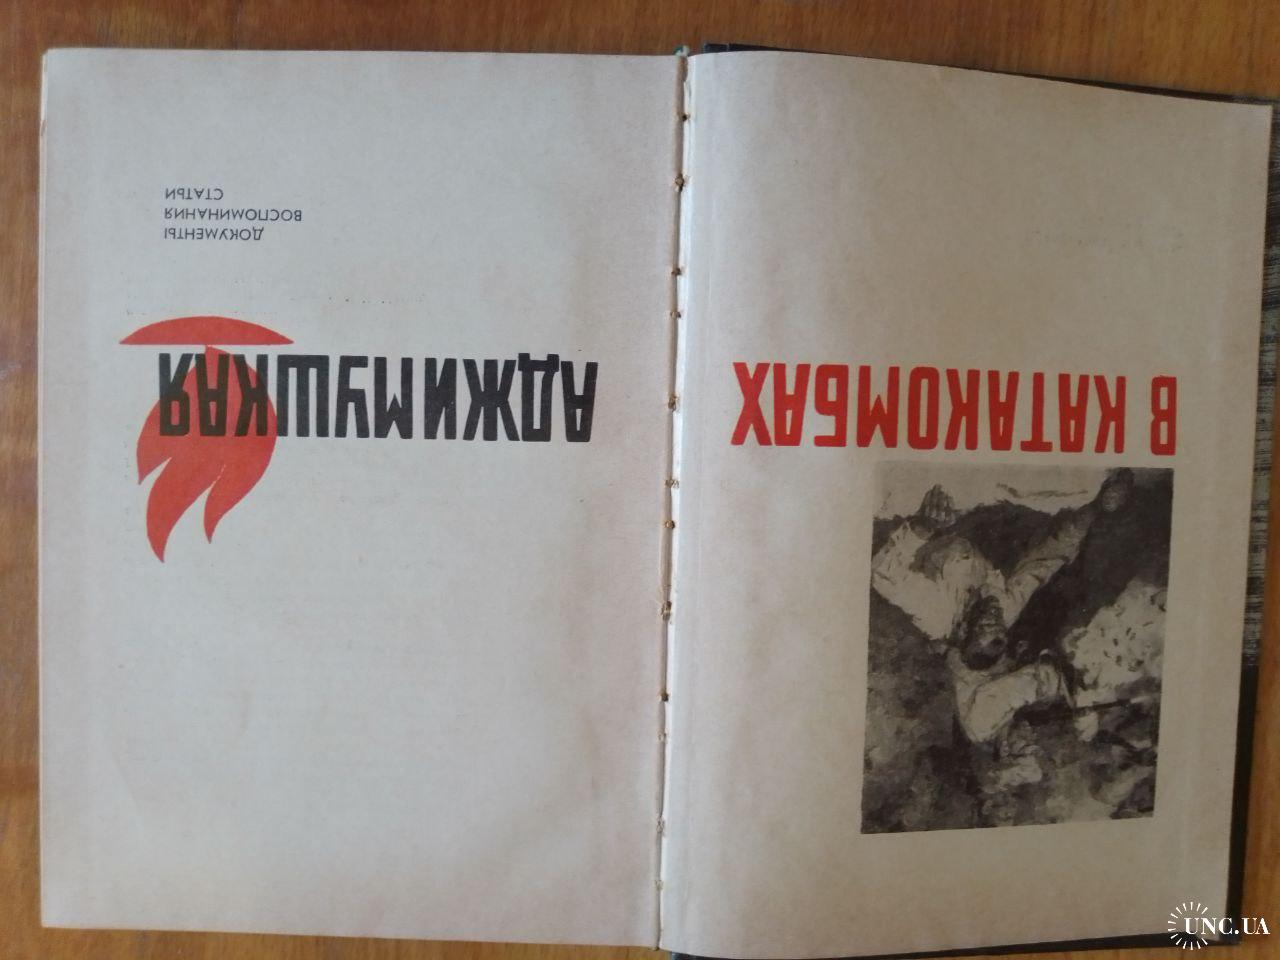 В КАТАКОМБАХ
АДЖИМУШКАЯ
ДОКУМЕНТЫ
ВОСПОМИНАНИЯ
СТАТЬИ
UNC.UA